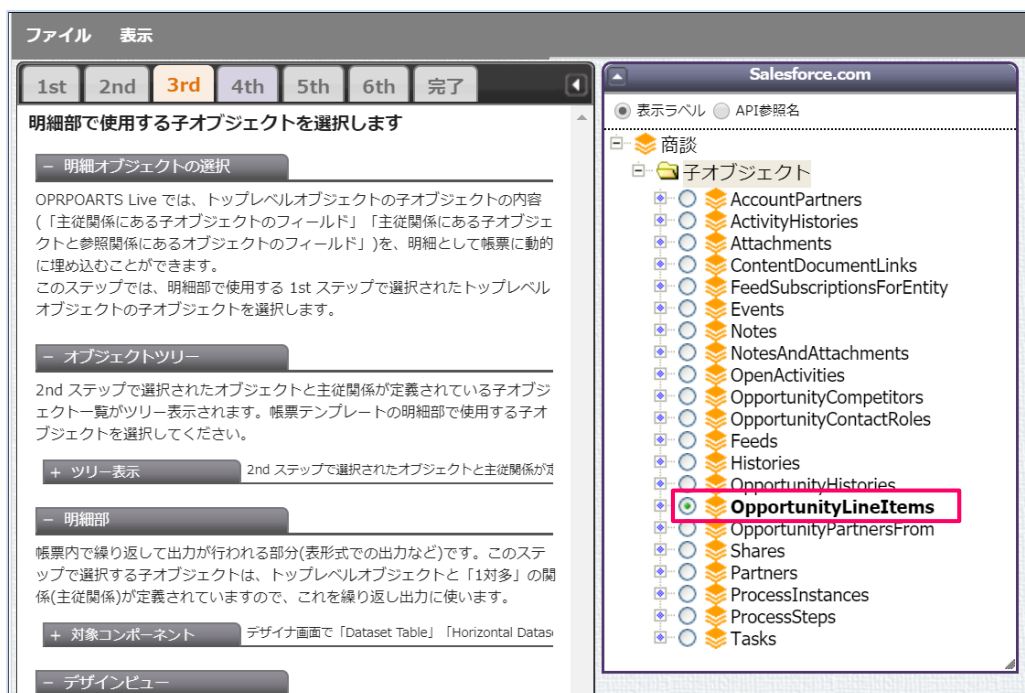 ファイル 表示
1st 2nd 3rd 4th 5th 6th 完了
明細部で使用する子オブジェクトを選択します
− 明細オブジェクトの選択
OPRPOARTS Live では、トップレベルオブジェクトの子オブジェクトの内容
(「主従関係にある子オブジェクトのフィールド」「主従関係にある子オブジェ
クトと参照関係にあるオブジェクトのフィールド」)を、明細として帳票に動的
に埋め込むことができます。
このステップでは、明細部で使用する 1st ステップで選択されたトップレベル
オブジェクトの子オブジェクトを選択します。
− オブジェクトツリー
2nd ステップで選択されたオブジェクトと主従関係が定義されている子オブジ
ェクト一覧がツリー表示されます。帳票テンプレートの明細部で使用する子オ
ブジェクトを選択してください。
+ ツリー表示 2nd ステップで選択されたオブジェクトと主従関係が定
− 明細部
帳票内で繰り返して出力が行われる部分(表形式での出力など)です。このステ
ップで選択する子オブジェクトは、トップレベルオブジェクトと「1対多」の関
係(主従関係)が定義されていますので、これを繰り返し出力に使います。
+ 対象コンポーネント デザイナ画面で「Dataset Table」「Horizontal Datas
− デザインビュー
Salesforce.com
表示ラベル API参照名
商談
子オブジェクト
AccountPartners
ActivityHistories
Attachments
ContentDocumentLinks
FeedSubscriptionsForEntity
Events
Notes
NotesAndAttachments
OpenActivities
OpportunityCompetitors
OpportunityContactRoles
Feeds
Histories
OpportunityHistories
OpportunityLineItems
OpportunityPartnersFrom
Shares
Partners
ProcessInstances
ProcessSteps
Tasks